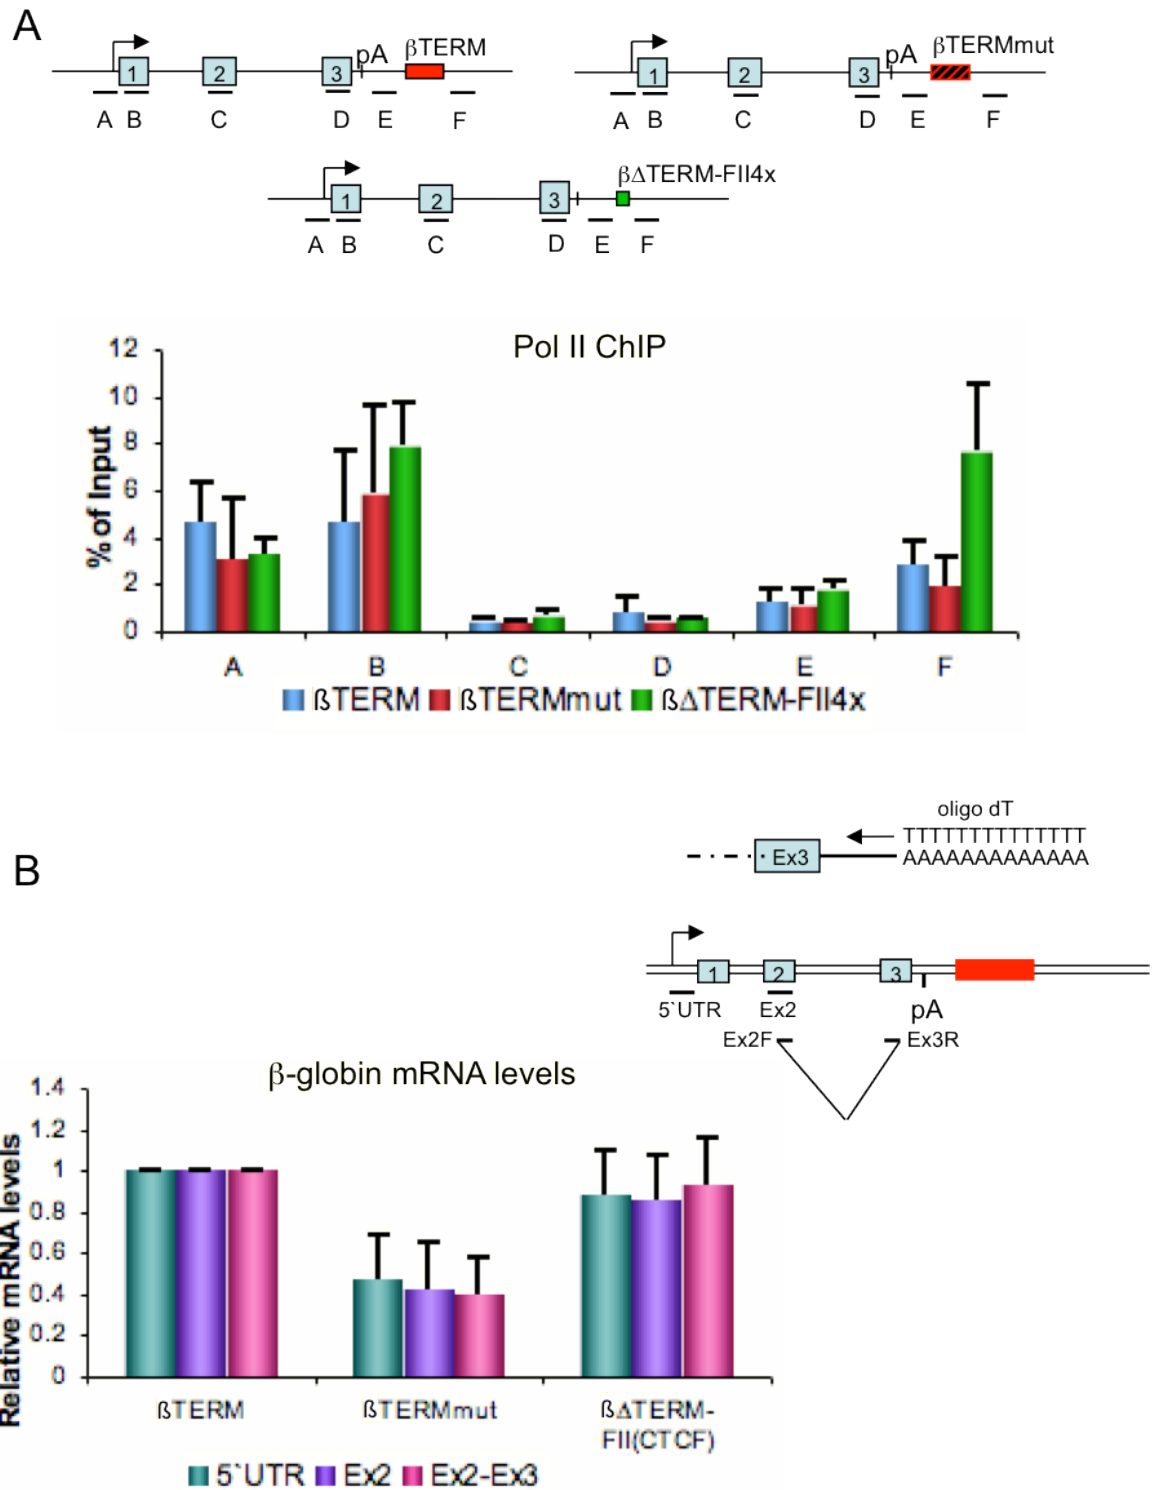 A
βTERM
pA
1 2 3
A B C D E F
βTERMmut
pA
1 2 3
A B C D E F
βΔTERM-FII4x
1 2 3
A B C D E F
Pol II ChIP
% of Input
12
10
8
6
4
2
0
A B C D E F
ßTERM ßTERMmut ßΔTERM-FII4x
B
oligo dT
TTTTTTTTTTTTTT
Ex3 AAAAAAAAAAAAA
1 2 3
5`UTR Ex2 pA
Ex2F Ex3R
β-globin mRNA levels
Relative mRNA levels
1.4
1.2
1
0.8
0.6
0.4
0.2
0
ßTERM ßTERMmut ßΔTERM-
FII(CTCF)
5`UTR Ex2 Ex2-Ex3